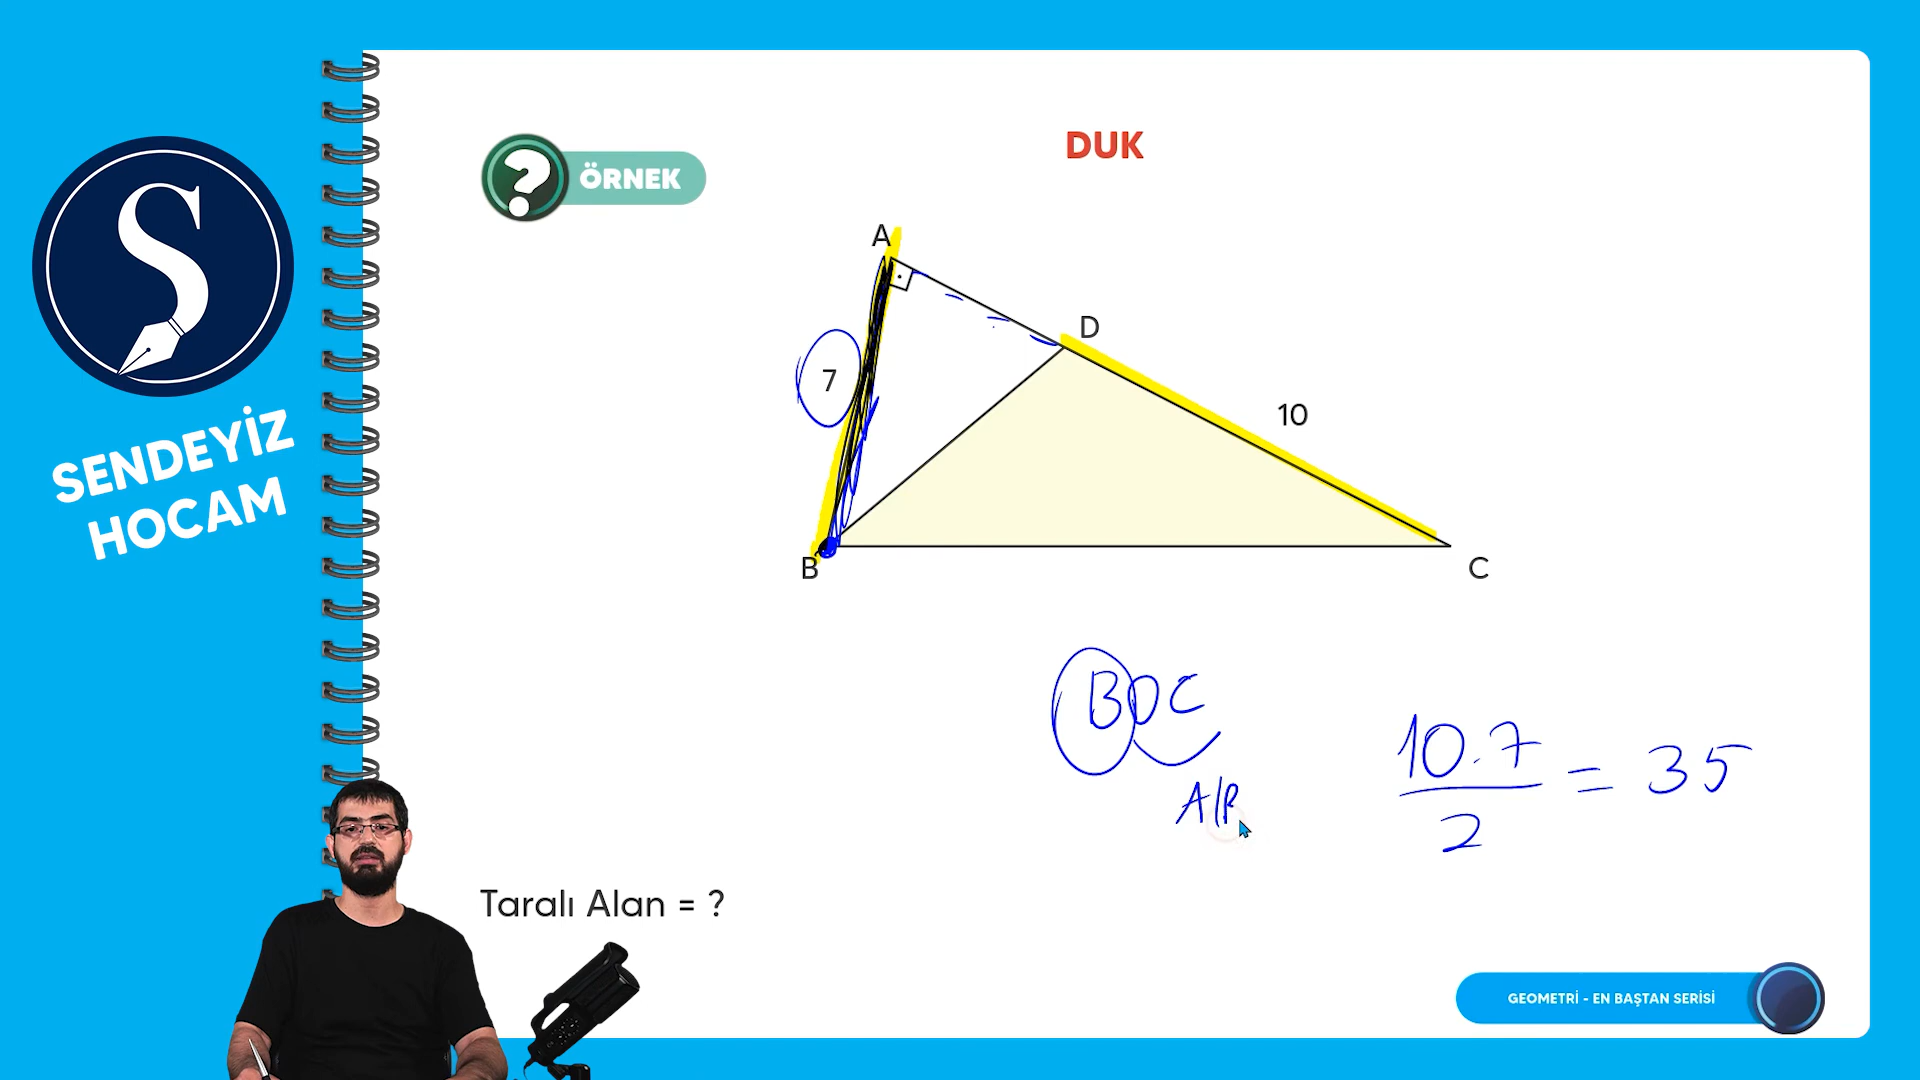 SENDEYİZ
HOCAM
ÖRNEK
DUK
A
D
7
10
B
C
BDC
10.7
2
= 35
Taralı Alan = ?
GEOMETRİ - EN BAŞTAN SERİSİ